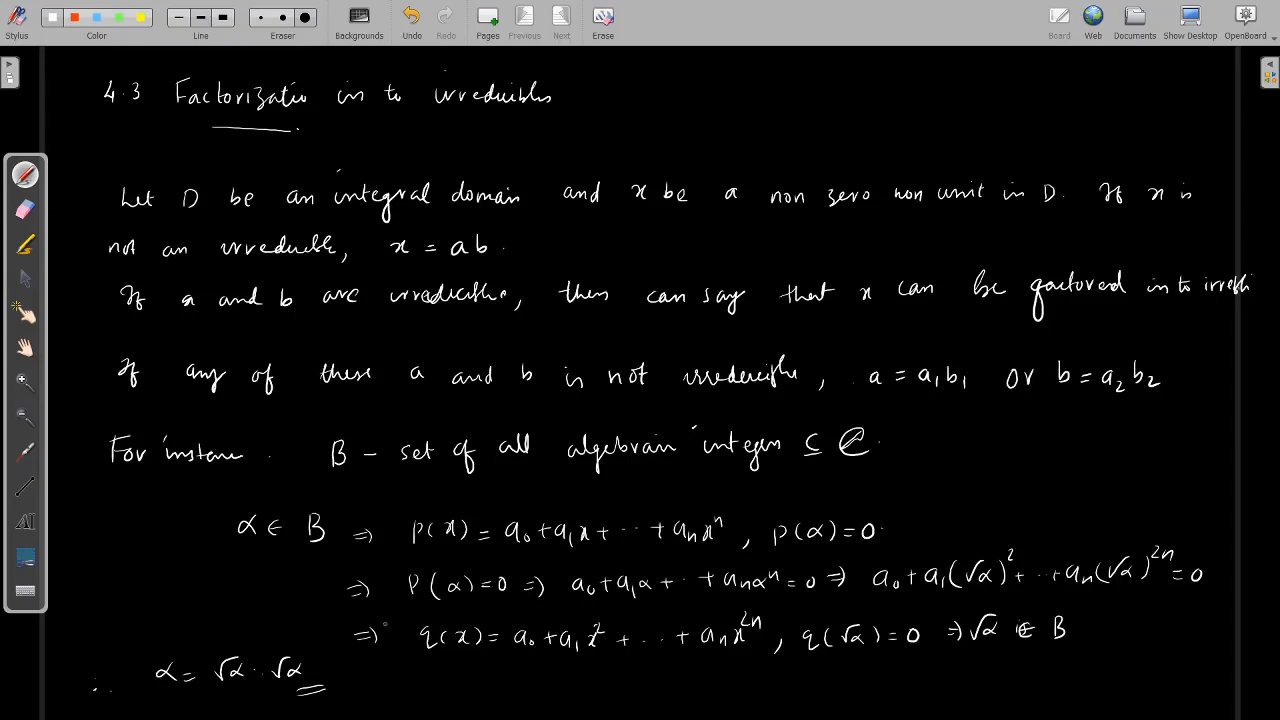 Stylus Color Line Eraser Backgrounds Undo Redo Pages Previous Next Erase Board Web Documents Show Desktop OpenBoard
4.3 Factorizatio in to irreducibles
Let D be an integral domain and x be a non zero non unit in D. If x is
not an irreducible, x = ab.
If a and b are irreducible, then can say that x can be factored in to
If any of these a and b is not irreducible, a = a₁b₁ or b = a₂b₂
For instance. B - set of all algebraic integers ⊆ ℂ.
α ∈ B ⇒ p(x) = a₀+a₁x+⋯+aₙxⁿ, p(α)=0.
⇒ p(α)=0 ⇒ a₀+a₁α+⋯+aₙαⁿ=0 ⇒ a₀+a₁(√α)²+⋯+aₙ(√α)²ⁿ=0
⇒ q(x) = a₀+a₁x²+⋯+aₙx²ⁿ, q(√α)=0 ⇒ √α ∈ B
∴ α = √α · √α